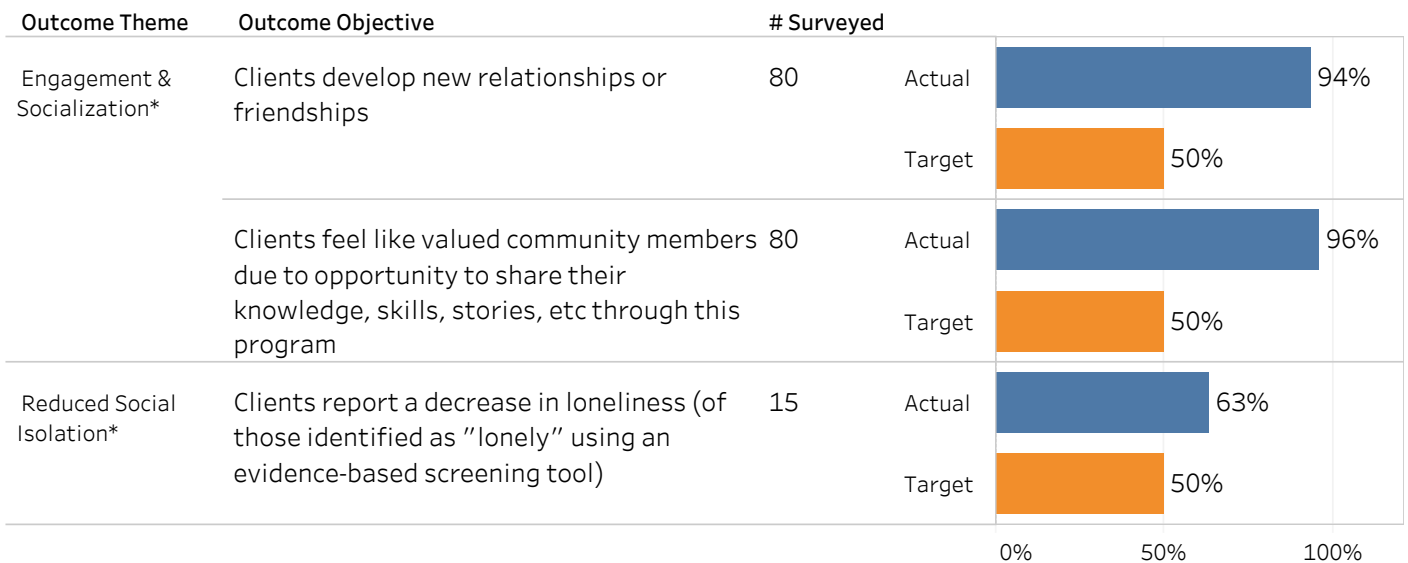 Outcome Theme Outcome Objective # Surveyed
Engagement & Socialization*
Clients develop new relationships or
friendships
80
Actual 94%
Target 50%
Clients feel like valued community members
due to opportunity to share their
knowledge, skills, stories, etc through this
program
80
Actual 96%
Target 50%
Reduced Social
Isolation*
Clients report a decrease in loneliness (of
those identified as "lonely" using an
evidence-based screening tool)
15
Actual 63%
Target 50%
0% 50% 100%